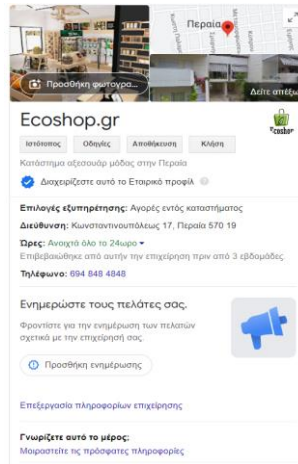 Περαία
Προσθήκη φωτογρα...
Δείτε απέξω
Ecoshop.gr
Ecoshop
Ιστότοπος Οδηγίες Αποθήκευση Κλήση
Κατάστημα αξεσουάρ μόδας στην Περαία
Διαχειρίζεστε αυτό το Εταιρικό προφίλ
Επιλογές εξυπηρέτησης: Αγορές εντός καταστήματος
Διεύθυνση: Κωνσταντινουπόλεως 17, Περαία 570 19
Ώρες: Ανοιχτά όλο το 24ωρο
Επιβεβαιώθηκε από αυτήν την επιχείρηση πριν από 3 εβδομάδες
Τηλέφωνο: 694 848 4848
Ενημερώστε τους πελάτες σας.
Φροντίστε για την ενημέρωση των πελατών
σχετικά με την επιχείρησή σας.
Προσθήκη ενημέρωσης
Επεξεργασία πληροφορίων επιχείρησης
Γνωρίζετε αυτό το μέρος;
Μοιραστείτε τις πρόσφατες πληροφορίες